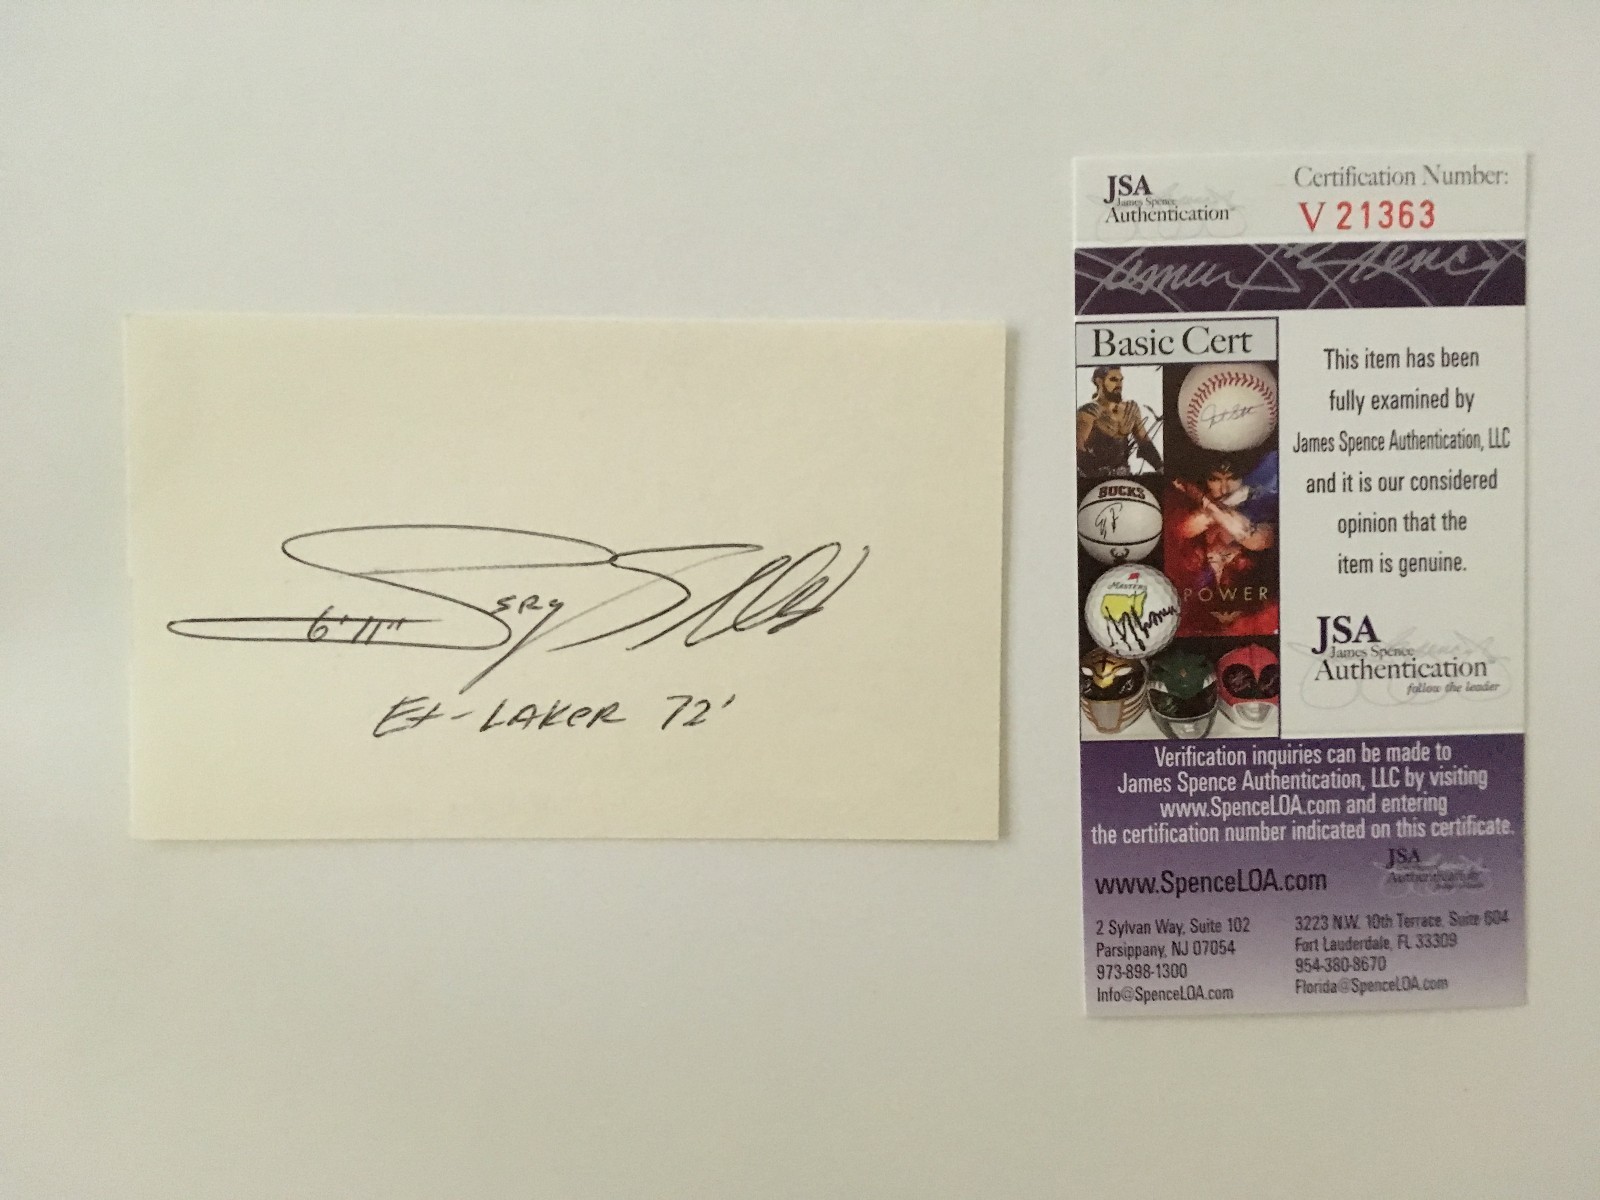 6'11"
EX-LAKER 72'
JSA
James Spence
Authentication
Certification Number:
V 21363
James Spence
Basic Cert
BUCKS
MASTERS
POWER
This item has been
fully examined by
James Spence Authentication, LLC
and it is our considered
opinion that the
item is genuine.
JSA
James Spence
Authentication
follow the leader
Verification inquiries can be made to
James Spence Authentication, LLC by visiting
www.SpenceLOA.com and entering
the certification number indicated on this certificate.
www.SpenceLOA.com
JSA
Authentication
2 Sylvan Way, Suite 102
Parsippany, NJ 07054
973-898-1300
Info@SpenceLOA.com
3223 N.W. 10th Terrace, Suite 604
Fort Lauderdale, FL 33309
954-380-8670
Florida@SpenceLOA.com